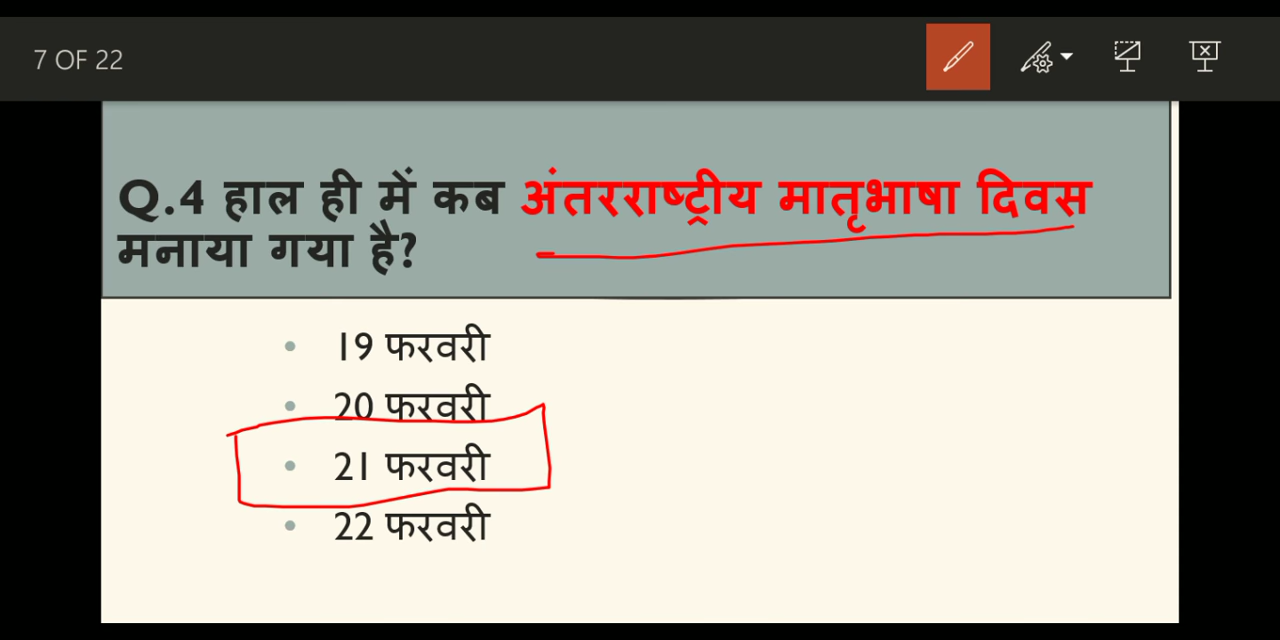 7 OF 22
Q.4 हाल ही में कब अंतरराष्ट्रीय मातृभाषा दिवस
मनाया गया है?
• 19 फरवरी
• 20 फरवरी
• 21 फरवरी
• 22 फरवरी